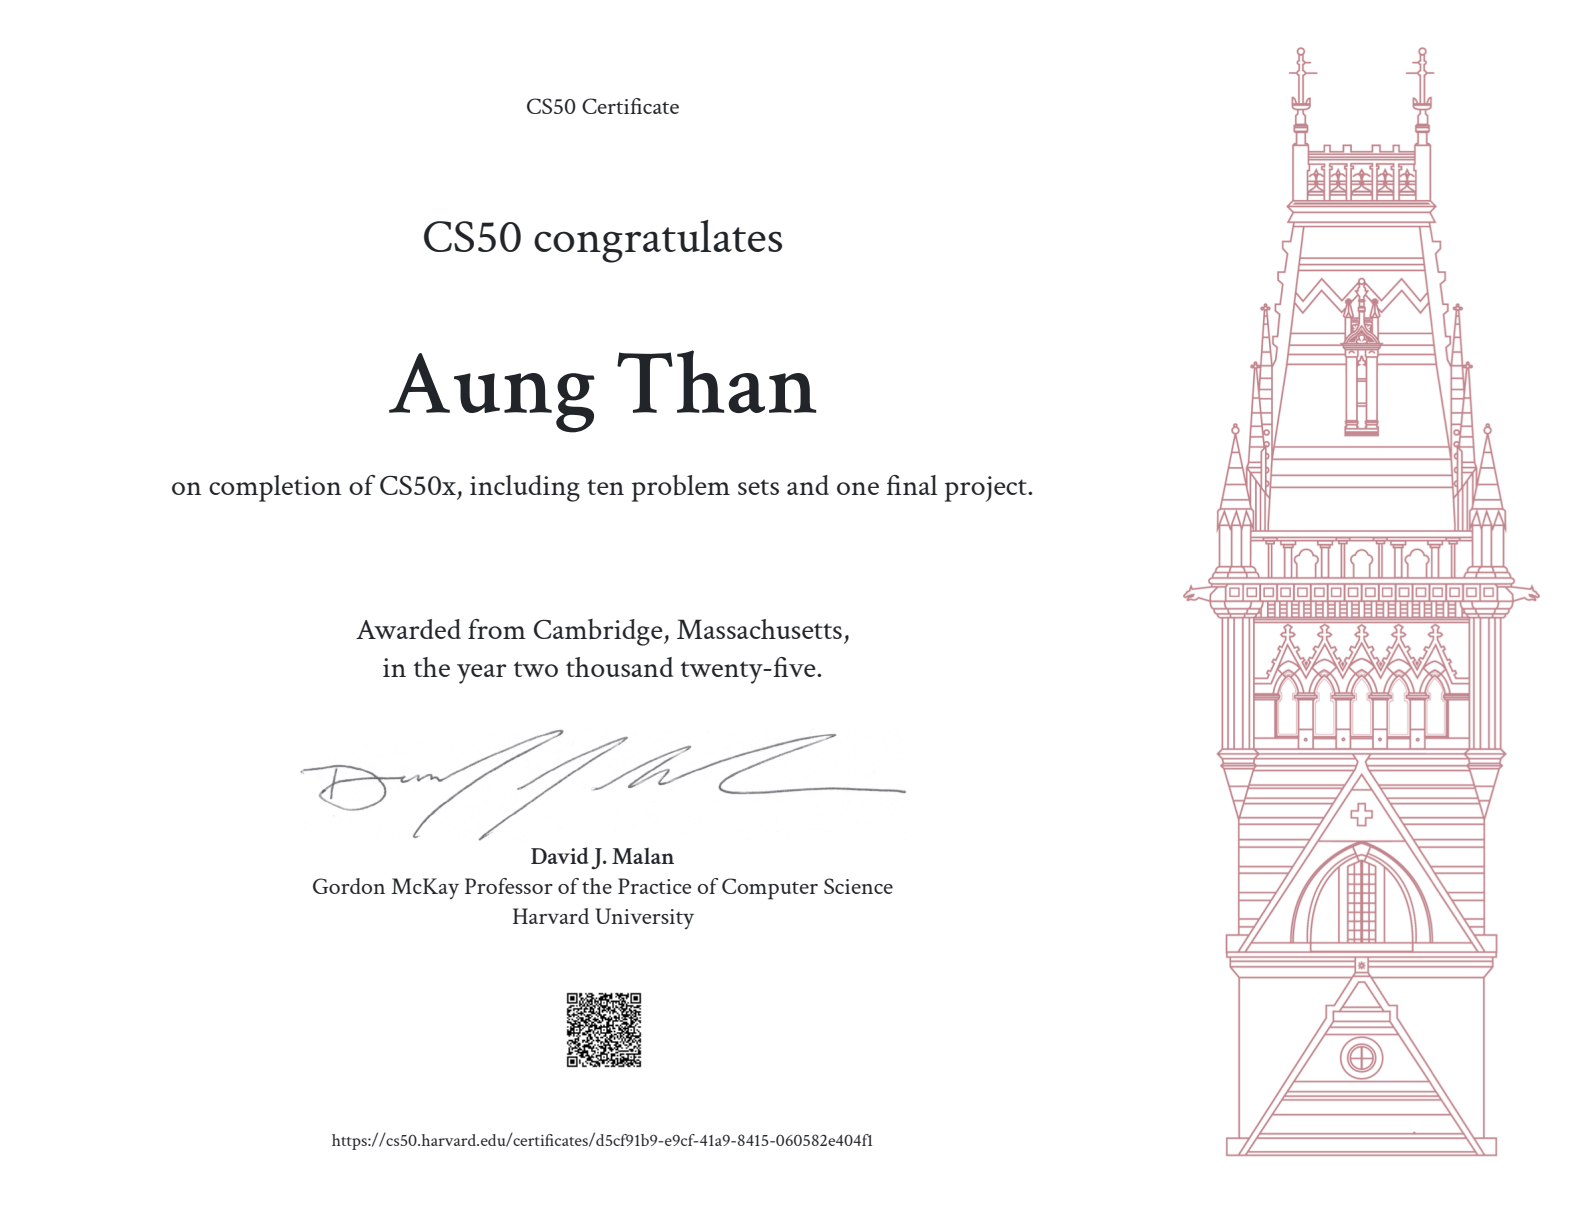 CS50 Certificate
CS50 congratulates
Aung Than
on completion of CS50x, including ten problem sets and one final project.
Awarded from Cambridge, Massachusetts,
in the year two thousand twenty-five.
David J. Malan
Gordon McKay Professor of the Practice of Computer Science
Harvard University
https://cs50.harvard.edu/certificates/d5cf91b9-e9cf-41a9-8415-060582e404f1